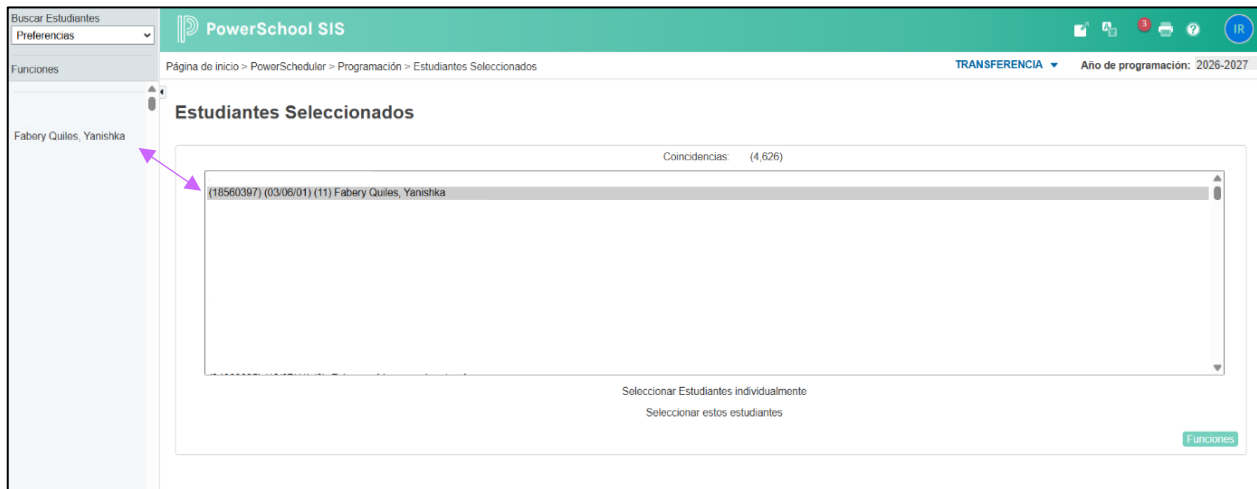 Buscar Estudiantes
Preferencias
Funciones
Fabery Quiles, Yanishka
PowerSchool SIS
3
IR
Página de inicio > PowerScheduler > Programación > Estudiantes Seleccionados
TRANSFERENCIA
Año de programación: 2026-2027
Estudiantes Seleccionados
Coincidencias: (4,626)
(18560397) (03/06/01) (11) Fabery Quiles, Yanishka
Seleccionar Estudiantes individualmente
Seleccionar estos estudiantes
Funciones